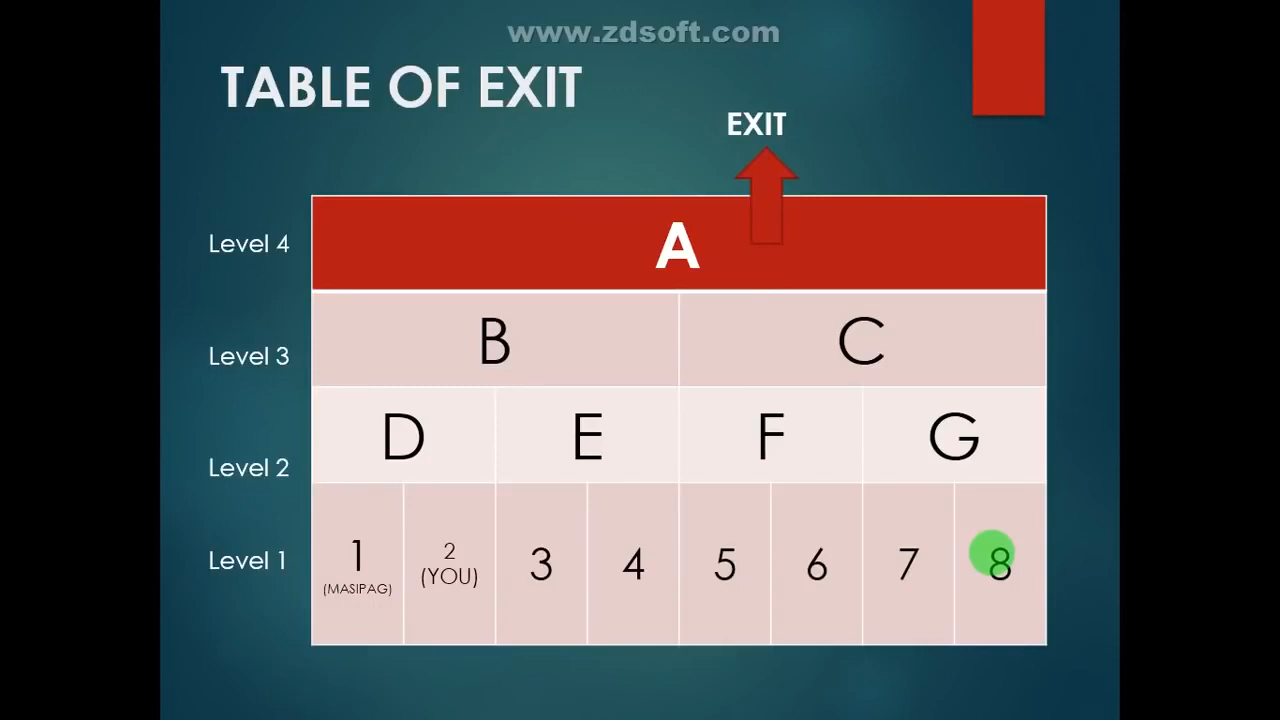 www.zdsoft.com
TABLE OF EXIT
EXIT
Level 4
A
Level 3
B C
Level 2
D E F G
Level 1
1 2 3 4 5 6 7 8
(MASIPAG) (YOU)